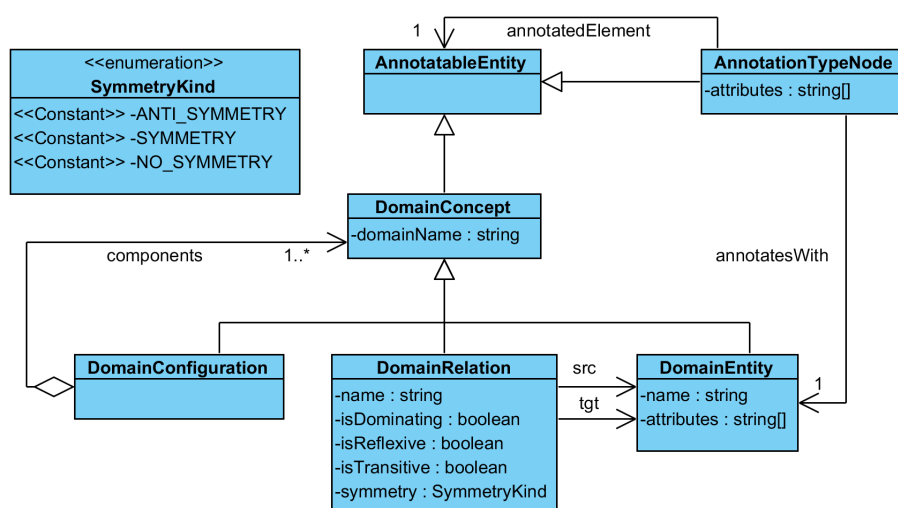 1
annotatedElement
<<enumeration>>
SymmetryKind
<<Constant>> -ANTI_SYMMETRY
<<Constant>> -SYMMETRY
<<Constant>> -NO_SYMMETRY
AnnotatableEntity
AnnotationTypeNode
-attributes : string[]
DomainConcept
-domainName : string
components
1..*
annotatesWith
DomainConfiguration
DomainRelation
-name : string
-isDominating : boolean
-isReflexive : boolean
-isTransitive : boolean
-symmetry : SymmetryKind
src
tgt
DomainEntity
-name : string
-attributes : string[]
1